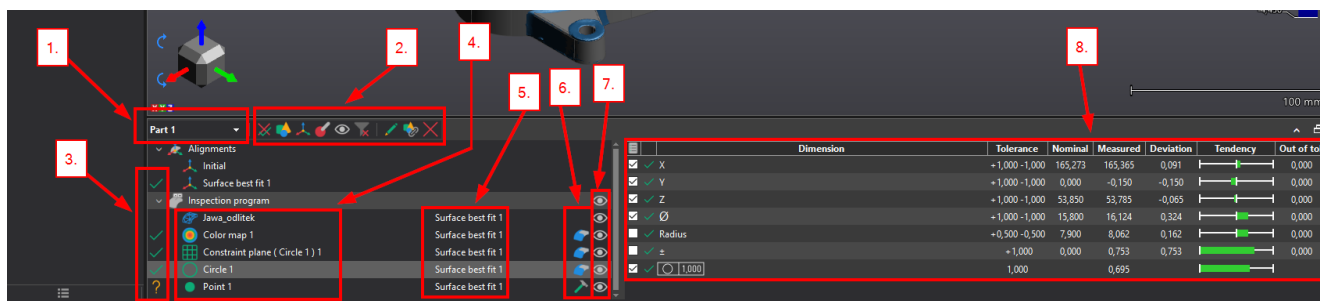 1.
2.
4.
8.
5.
6.
7.
100 mm
Part 1
3.
Alignments
Initial
Surface best fit 1
Inspection program
Jawa_odlitek Surface best fit 1
Color map 1 Surface best fit 1
Constraint plane ( Circle 1 ) 1 Surface best fit 1
Circle 1 Surface best fit 1
? Point 1 Surface best fit 1
Dimension Tolerance Nominal Measured Deviation Tendency Out of to
X +1,000 -1,000 165,273 165,365 0,091 0,000
Y +1,000 -1,000 0,000 -0,150 -0,150 0,000
Z +1,000 -1,000 53,850 53,785 -0,065 0,000
Ø +1,000 -1,000 15,800 16,124 0,324 0,000
Radius +0,500 -0,500 7,900 8,062 0,162 0,000
± +1,000 0,000 0,753 0,753 0,000
1,000 1,000 0,695